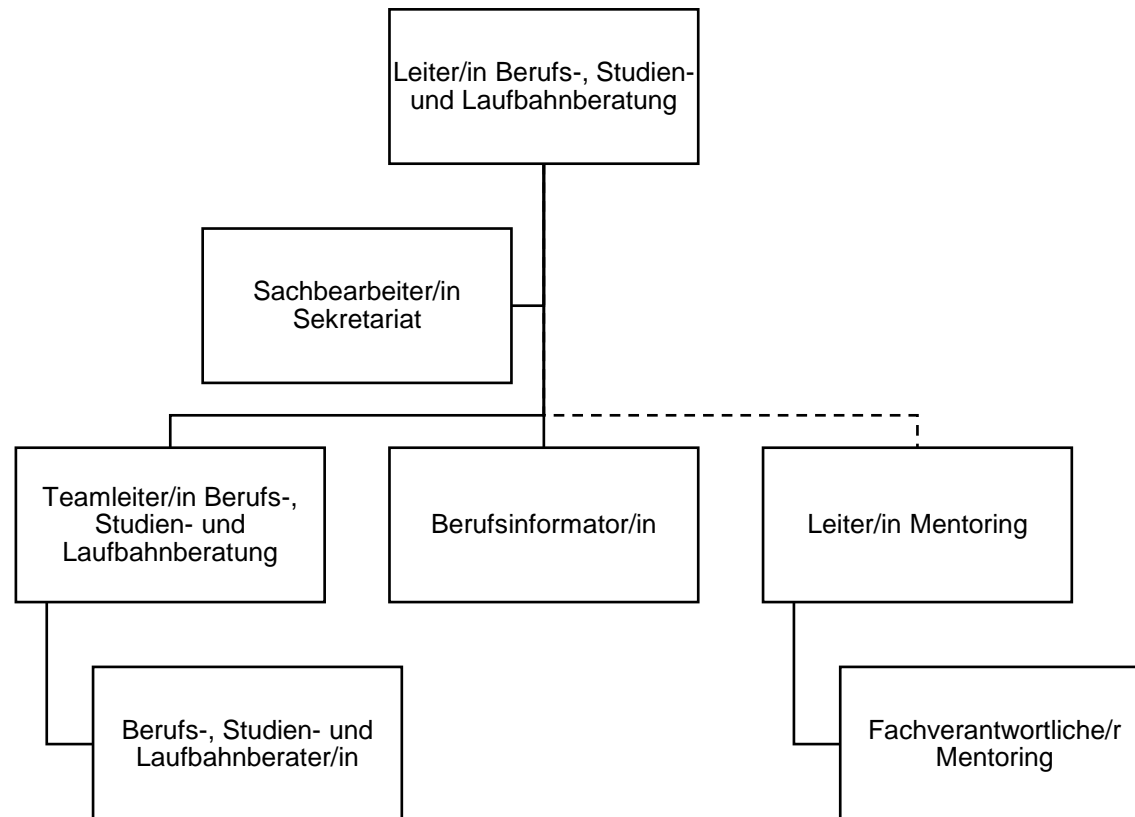 Leiter/in Berufs-, Studien-
und Laufbahnberatung
Sachbearbeiter/in
Sekretariat
Teamleiter/in Berufs-,
Studien- und
Laufbahnberatung
Berufsinformator/in
Leiter/in Mentoring
Berufs-, Studien- und
Laufbahnberater/in
Fachverantwortliche/r
Mentoring